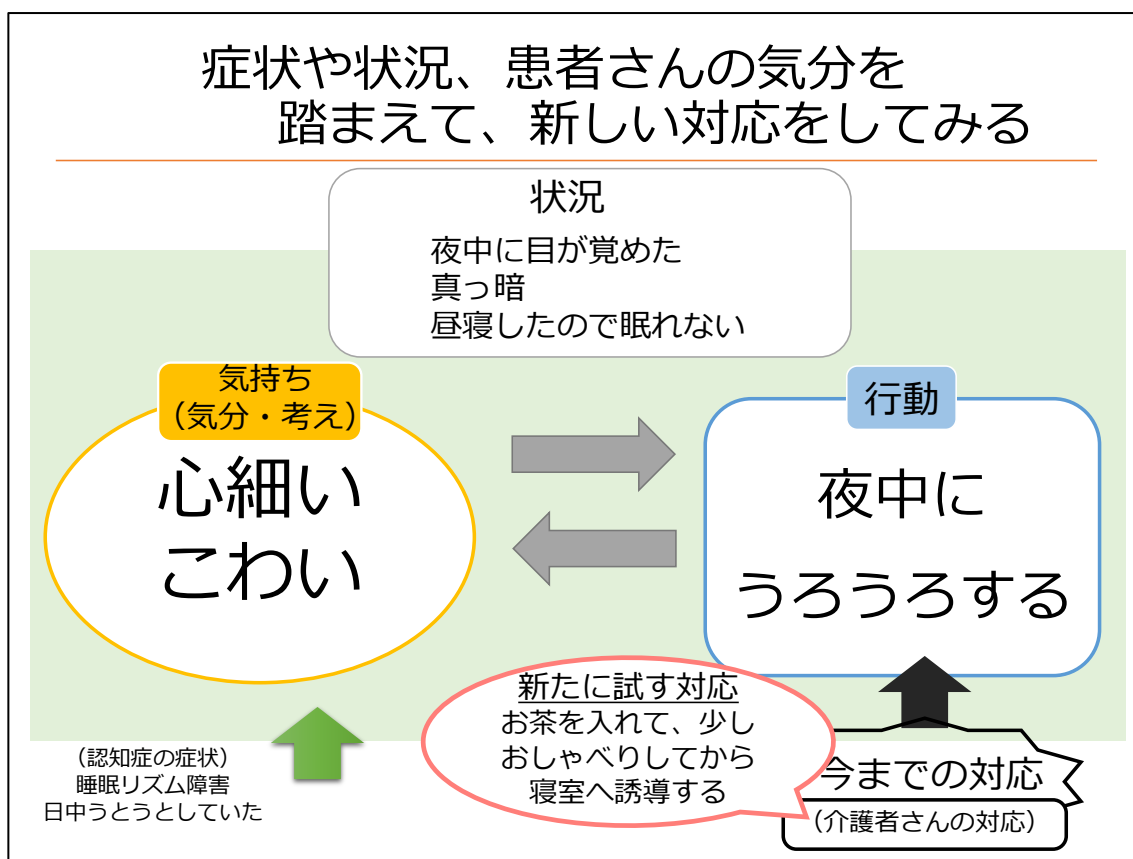 症状や状況、患者さんの気分を
踏まえて、新しい対応をしてみる
状況
夜中に目が覚めた
真っ暗
昼寝したので眠れない
気持ち
（気分・考え）
心細い
こわい
行動
夜中に
うろうろする
新たに試す対応
お茶を入れて、少し
おしゃべりしてから
寝室へ誘導する
（認知症の症状）
睡眠リズム障害
日中うとうとしていた
今までの対応
（介護者さんの対応）